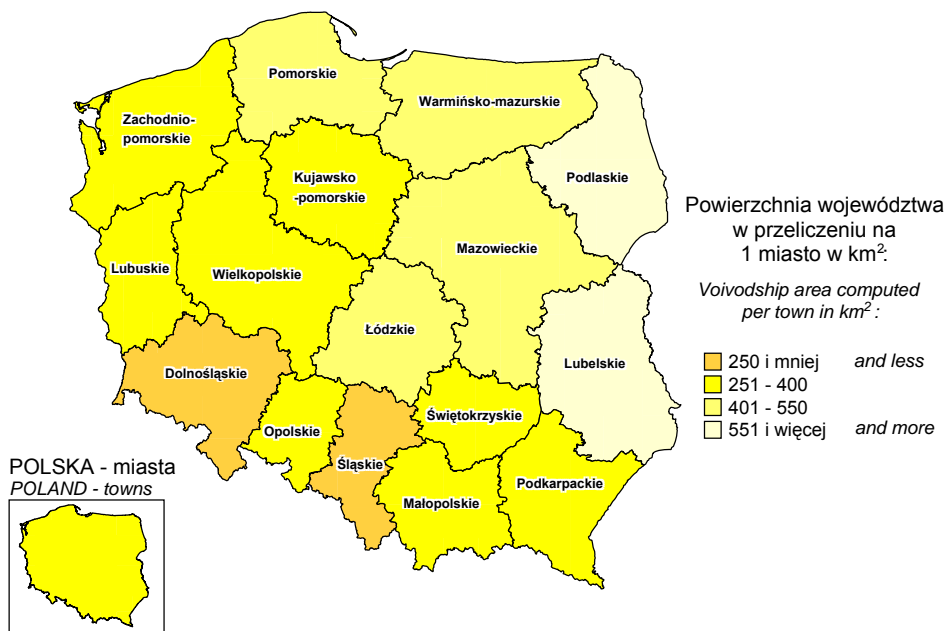 Pomorskie
Warmińsko-mazurskie
Zachodnio-
pomorskie
Podlaskie
Kujawsko
-pomorskie
Mazowieckie
Lubuskie
Wielkopolskie
Łódzkie
Lubelskie
Dolnośląskie
Świętokrzyskie
Opolskie
Śląskie
Podkarpackie
Małopolskie
Powierzchnia województwa
w przeliczeniu na
1 miasto w km²:
Voivodship area computed
per town in km² :
250 i mniej and less
251 - 400
401 - 550
551 i więcej and more
POLSKA - miasta
POLAND - towns